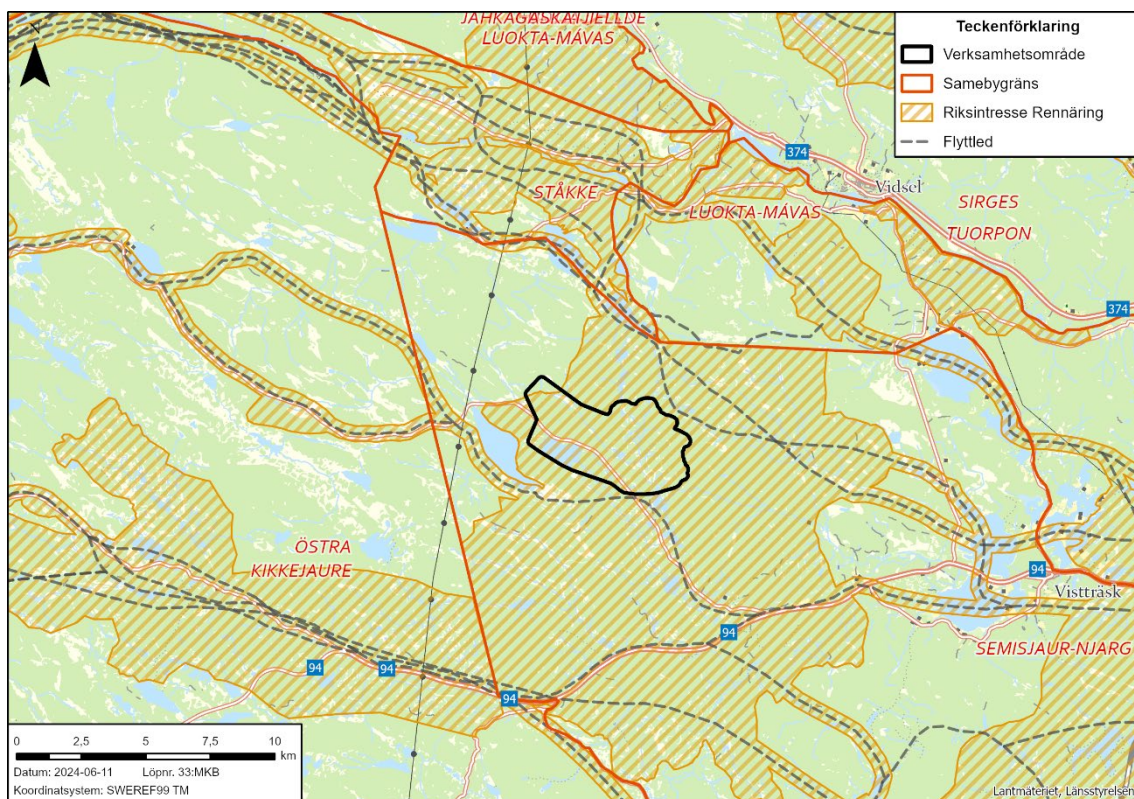 JÅHKÅGASKATJIELLDE
LUOKTA-MÁVAS
Teckenförklaring
Verksamhetsområde
Samebygräns
Riksintresse Rennäring
Flyttled
374
Vidsel
STÅKKE
LUOKTA-MÁVAS
SIRGES
TUORPON
374
ÖSTRA
KIKKEJAURE
94
Vistträsk
94
SEMISJAUR-NJARG
94
94
94
0 2,5 5 7,5 10
km
Datum: 2024-06-11 Löpnr. 33:MKB
Koordinatsystem: SWEREF99 TM
Lantmäteriet, Länsstyrelsen